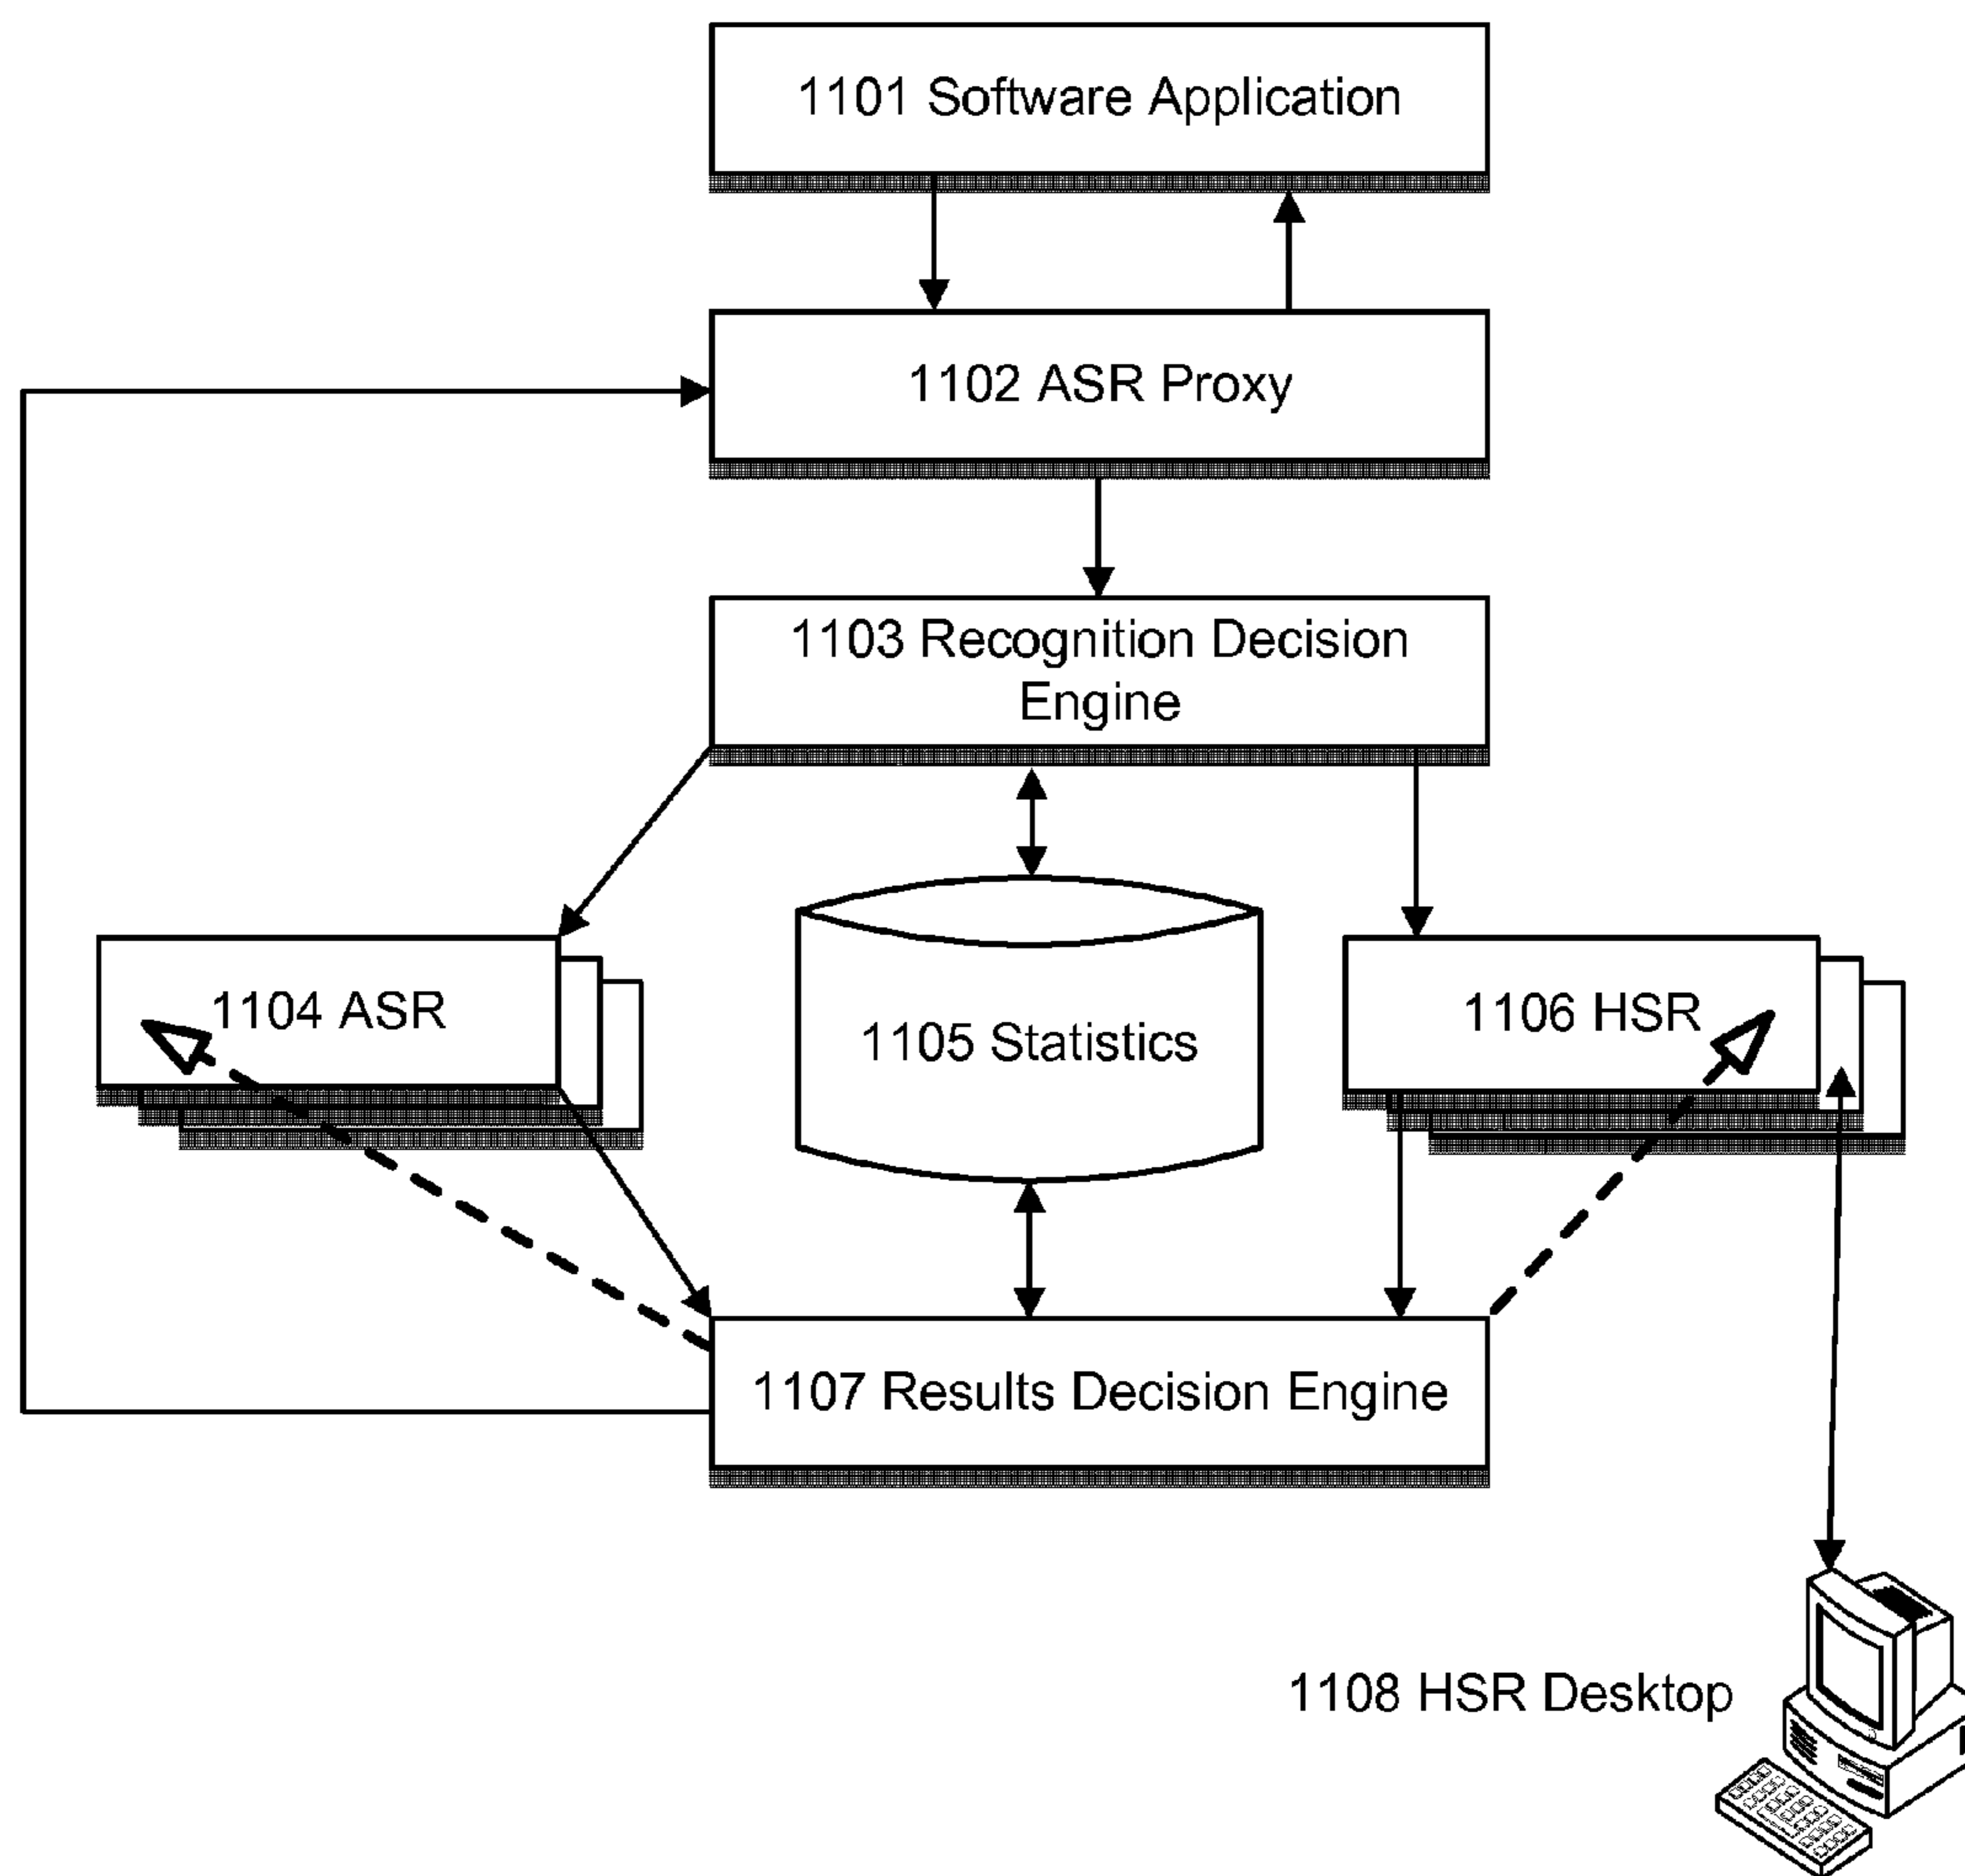 1101 Software Application
1102 ASR Proxy
1103 Recognition Decision
Engine
1104 ASR
1105 Statistics
1106 HSR
1107 Results Decision Engine
1108 HSR Desktop